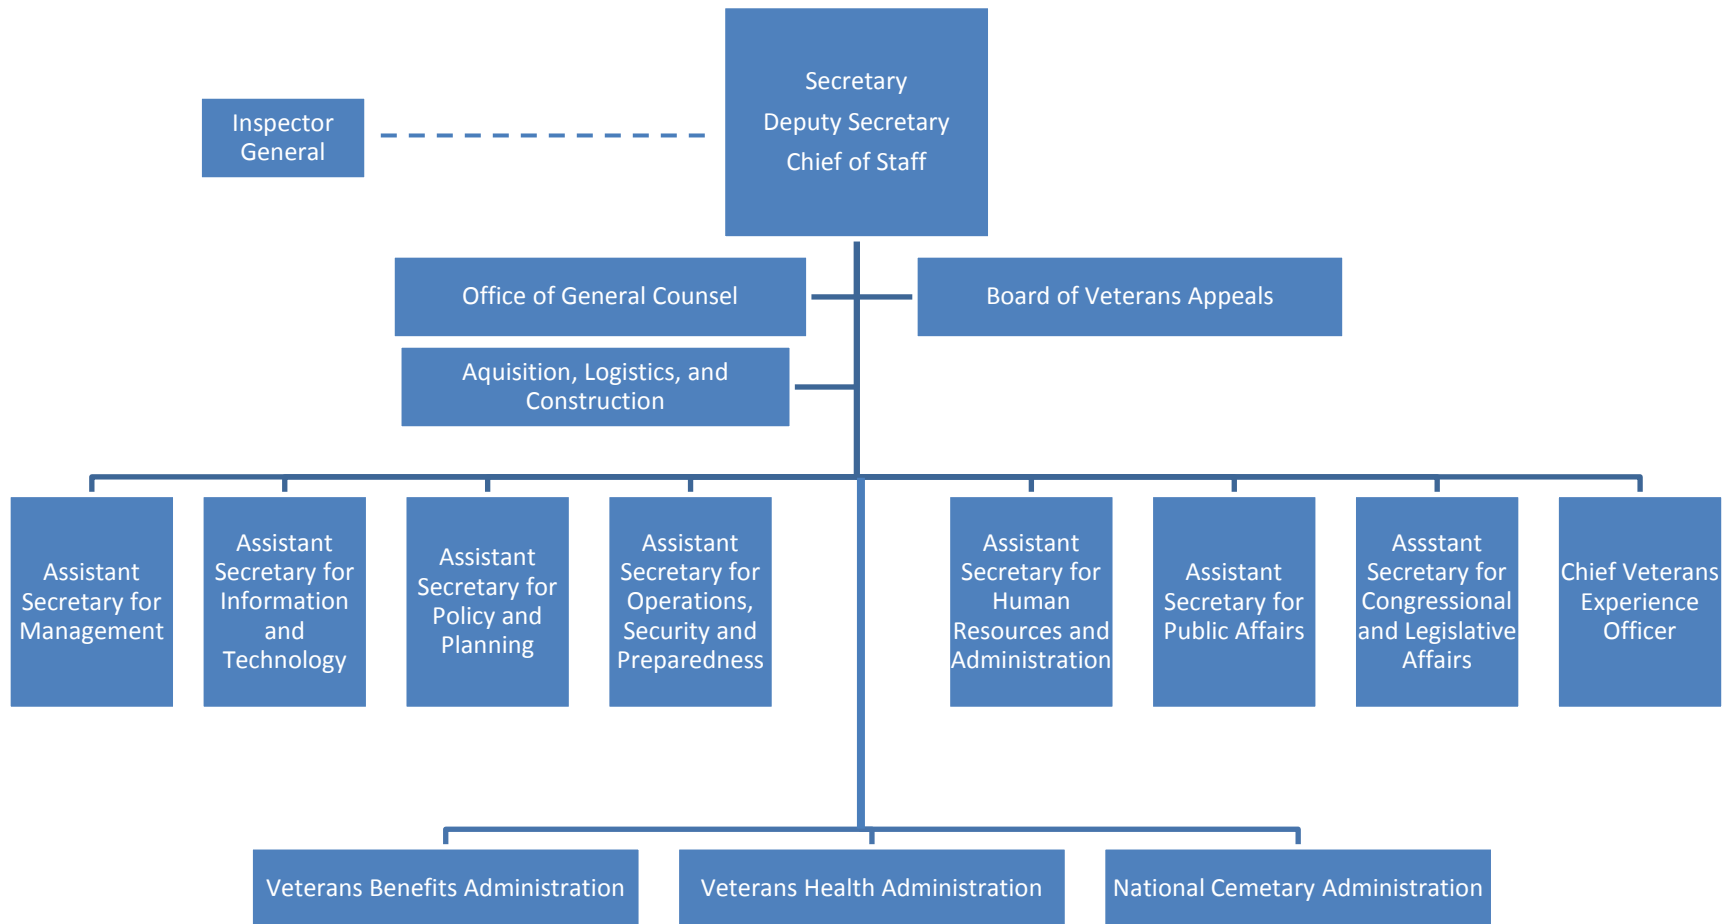 Secretary
Deputy Secretary
Chief of Staff
Inspector
General
Office of General Counsel
Board of Veterans Appeals
Aquisition, Logistics, and
Construction
Assistant
Secretary for
Management
Assistant
Secretary for
Information
and
Technology
Assistant
Secretary for
Policy and
Planning
Assistant
Secretary for
Operations,
Security and
Preparedness
Assistant
Secretary for
Human
Resources and
Administration
Assistant
Secretary for
Public Affairs
Assstant
Secretary for
Congressional
and Legislative
Affairs
Chief Veterans
Experience
Officer
Veterans Benefits Administration
Veterans Health Administration
National Cemetary Administration